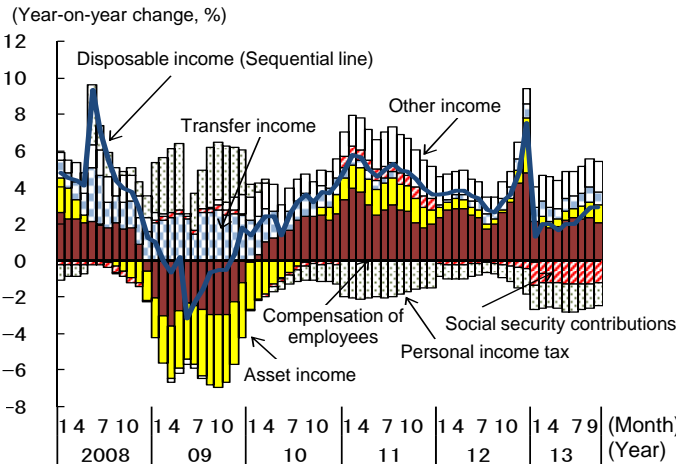 (Year-on-year change, %)
12
10
8
6
4
2
0
−2
−4
−6
−8
Disposable income (Sequential line)
Transfer income
Other income
Compensation of
employees
Social security contributions
Personal income tax
Asset income
1 4 7 10 1 4 7 10 1 4 7 10 1 4 7 10 1 4 7 10 1 4 7 9 (Month)
2008 09 10 11 12 13 (Year)